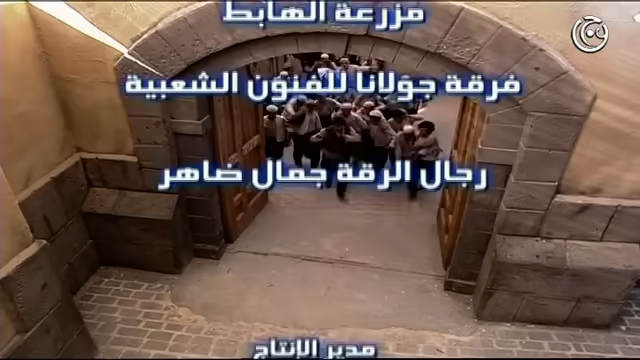 مزرعة الهابط
فرقة جولانا للفنون الشعبية
رجال الرقة جمال ضاهر
مدير الإنتاج